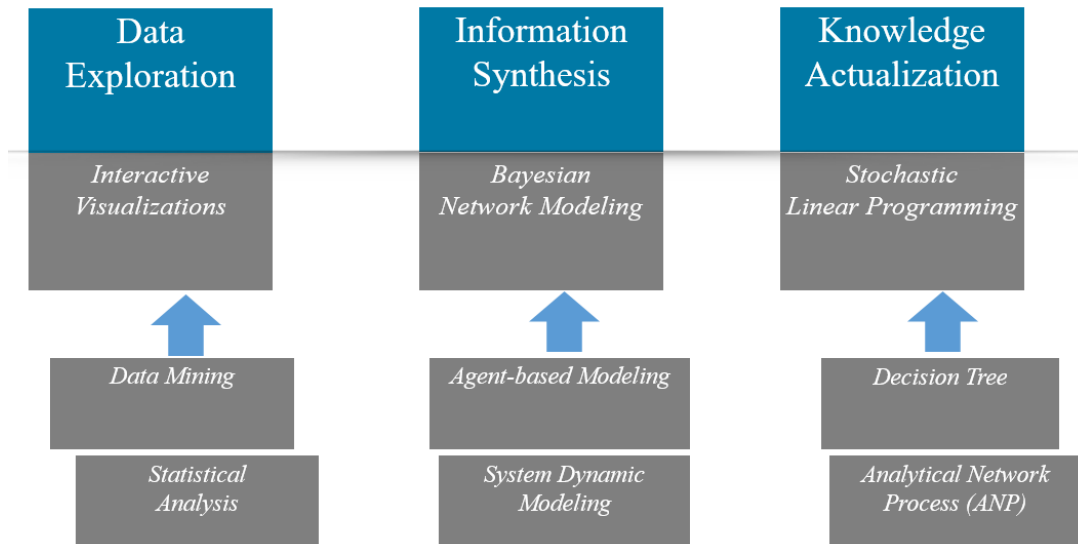 Data
Exploration
Interactive
Visualizations
Data Mining
Statistical
Analysis
Information
Synthesis
Bayesian
Network Modeling
Agent-based Modeling
System Dynamic
Modeling
Knowledge
Actualization
Stochastic
Linear Programming
Decision Tree
Analytical Network
Process (ANP)